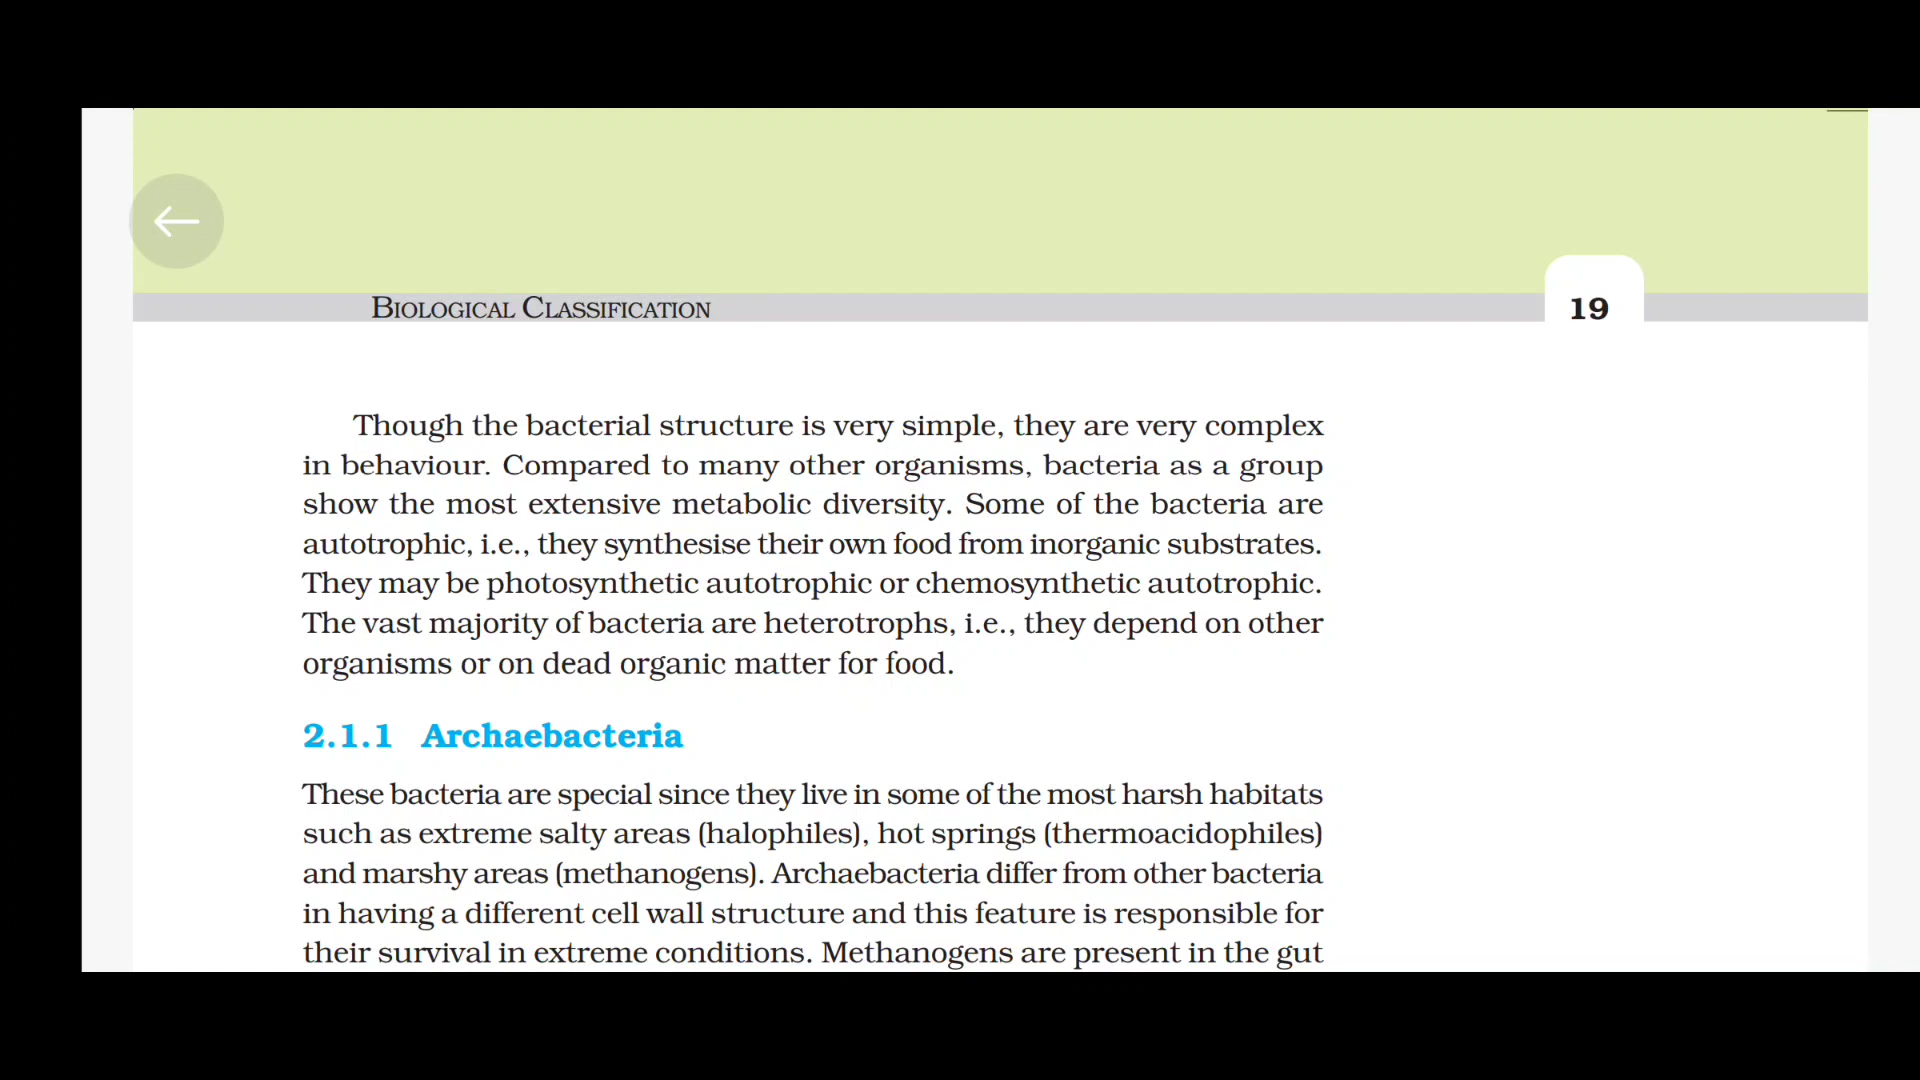 BIOLOGICAL CLASSIFICATION
19
Though the bacterial structure is very simple, they are very complex
in behaviour. Compared to many other organisms, bacteria as a group
show the most extensive metabolic diversity. Some of the bacteria are
autotrophic, i.e., they synthesise their own food from inorganic substrates.
They may be photosynthetic autotrophic or chemosynthetic autotrophic.
The vast majority of bacteria are heterotrophs, i.e., they depend on other
organisms or on dead organic matter for food.
2.1.1 Archaebacteria
These bacteria are special since they live in some of the most harsh habitats
such as extreme salty areas (halophiles), hot springs (thermoacidophiles)
and marshy areas (methanogens). Archaebacteria differ from other bacteria
in having a different cell wall structure and this feature is responsible for
their survival in extreme conditions. Methanogens are present in the gut